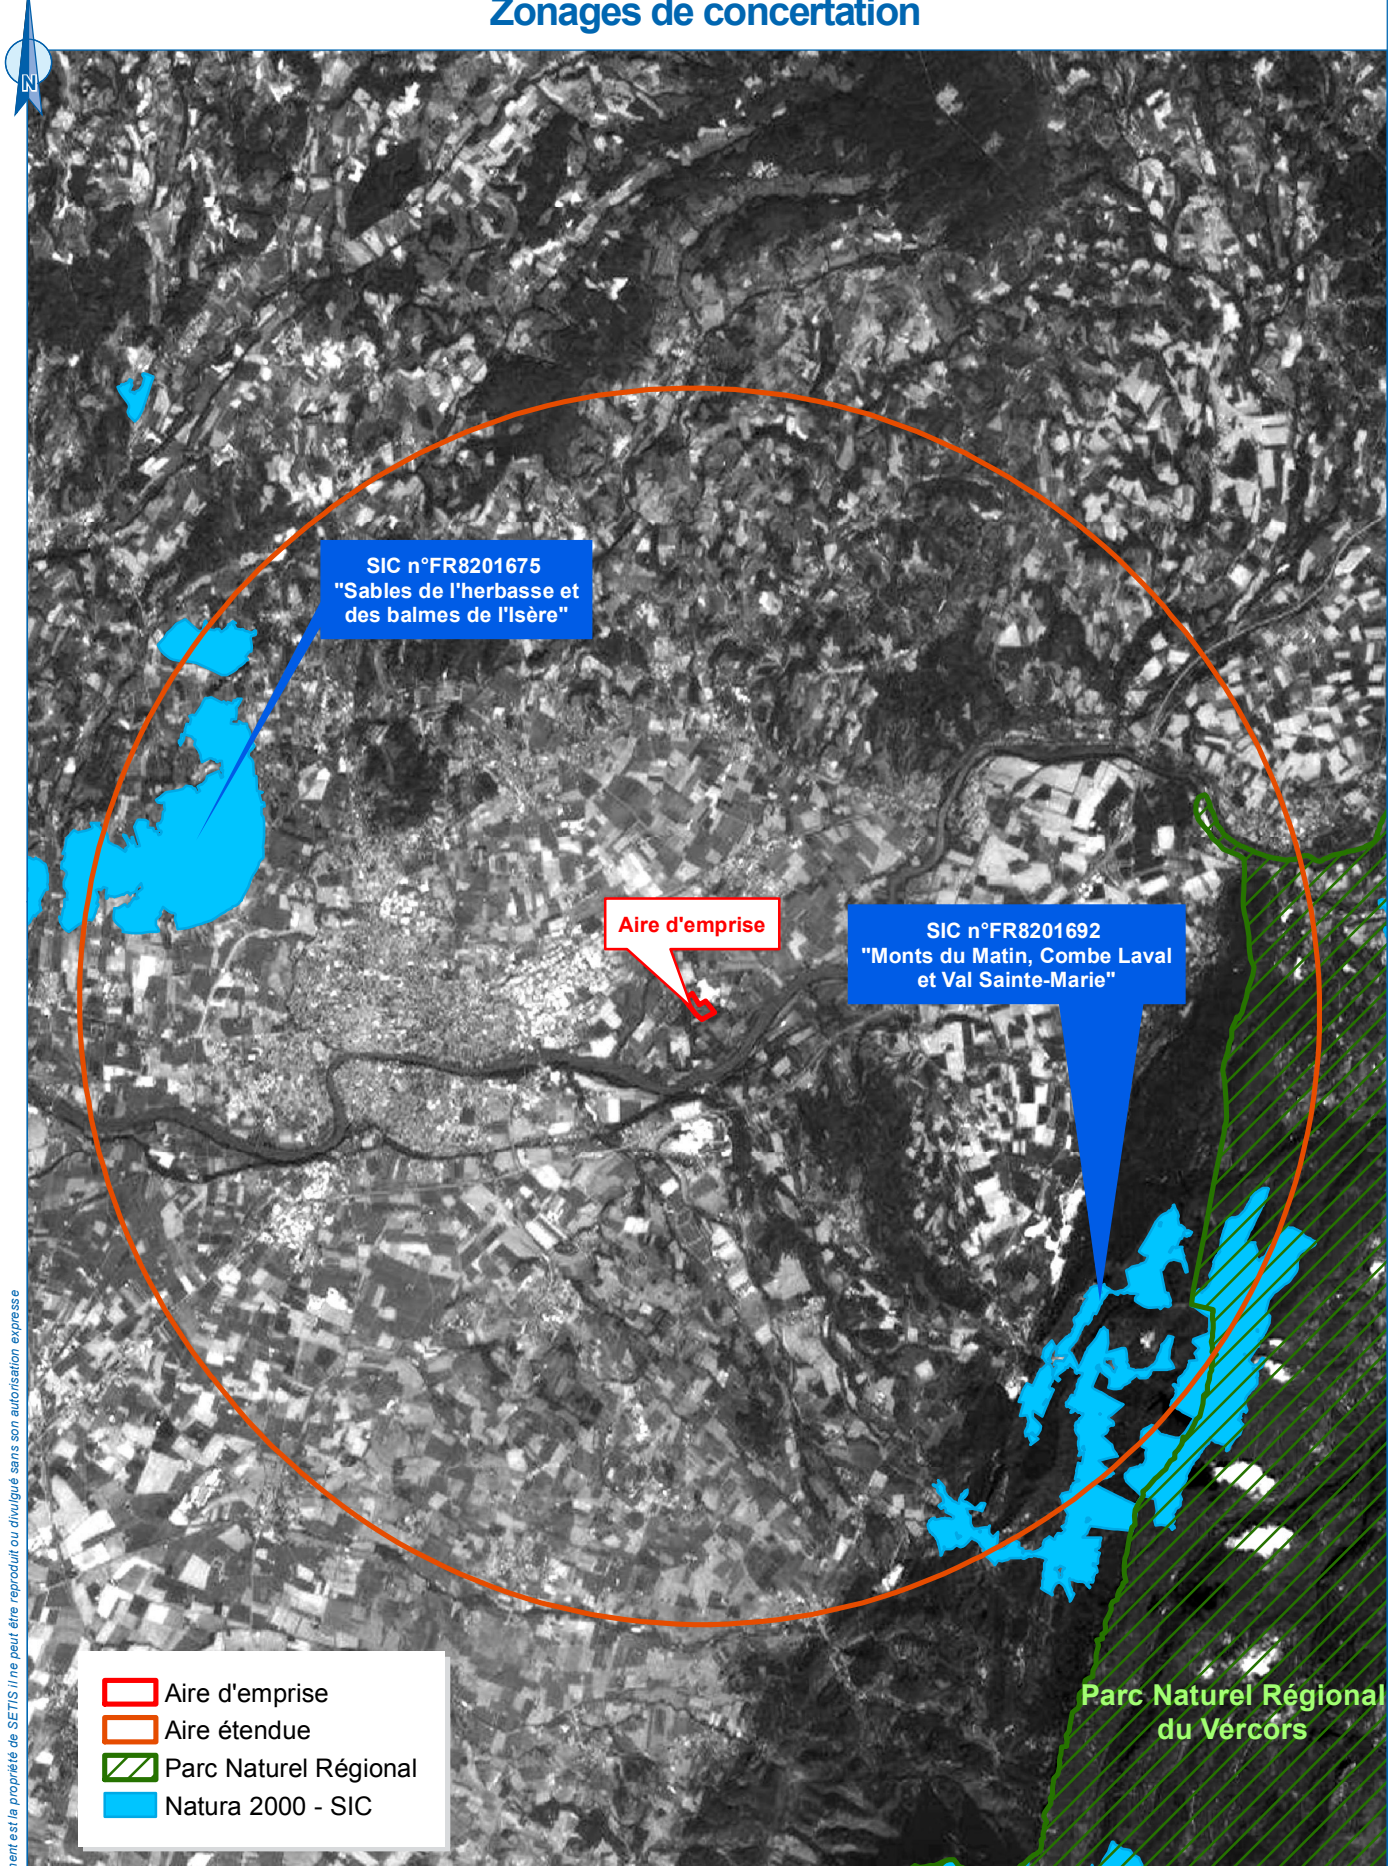 Zonages de concertation
N
SIC n°FR8201675
"Sables de l'herbasse et
des balmes de l'Isère"
Aire d'emprise
SIC n°FR8201692
"Monts du Matin, Combe Laval
et Val Sainte-Marie"
Parc Naturel Régional
du Vercors
Aire d'emprise
Aire étendue
Parc Naturel Régional
Natura 2000 - SIC
est la propriété de SETIS il ne peut être reproduit ou divulgué sans son autorisation expresse